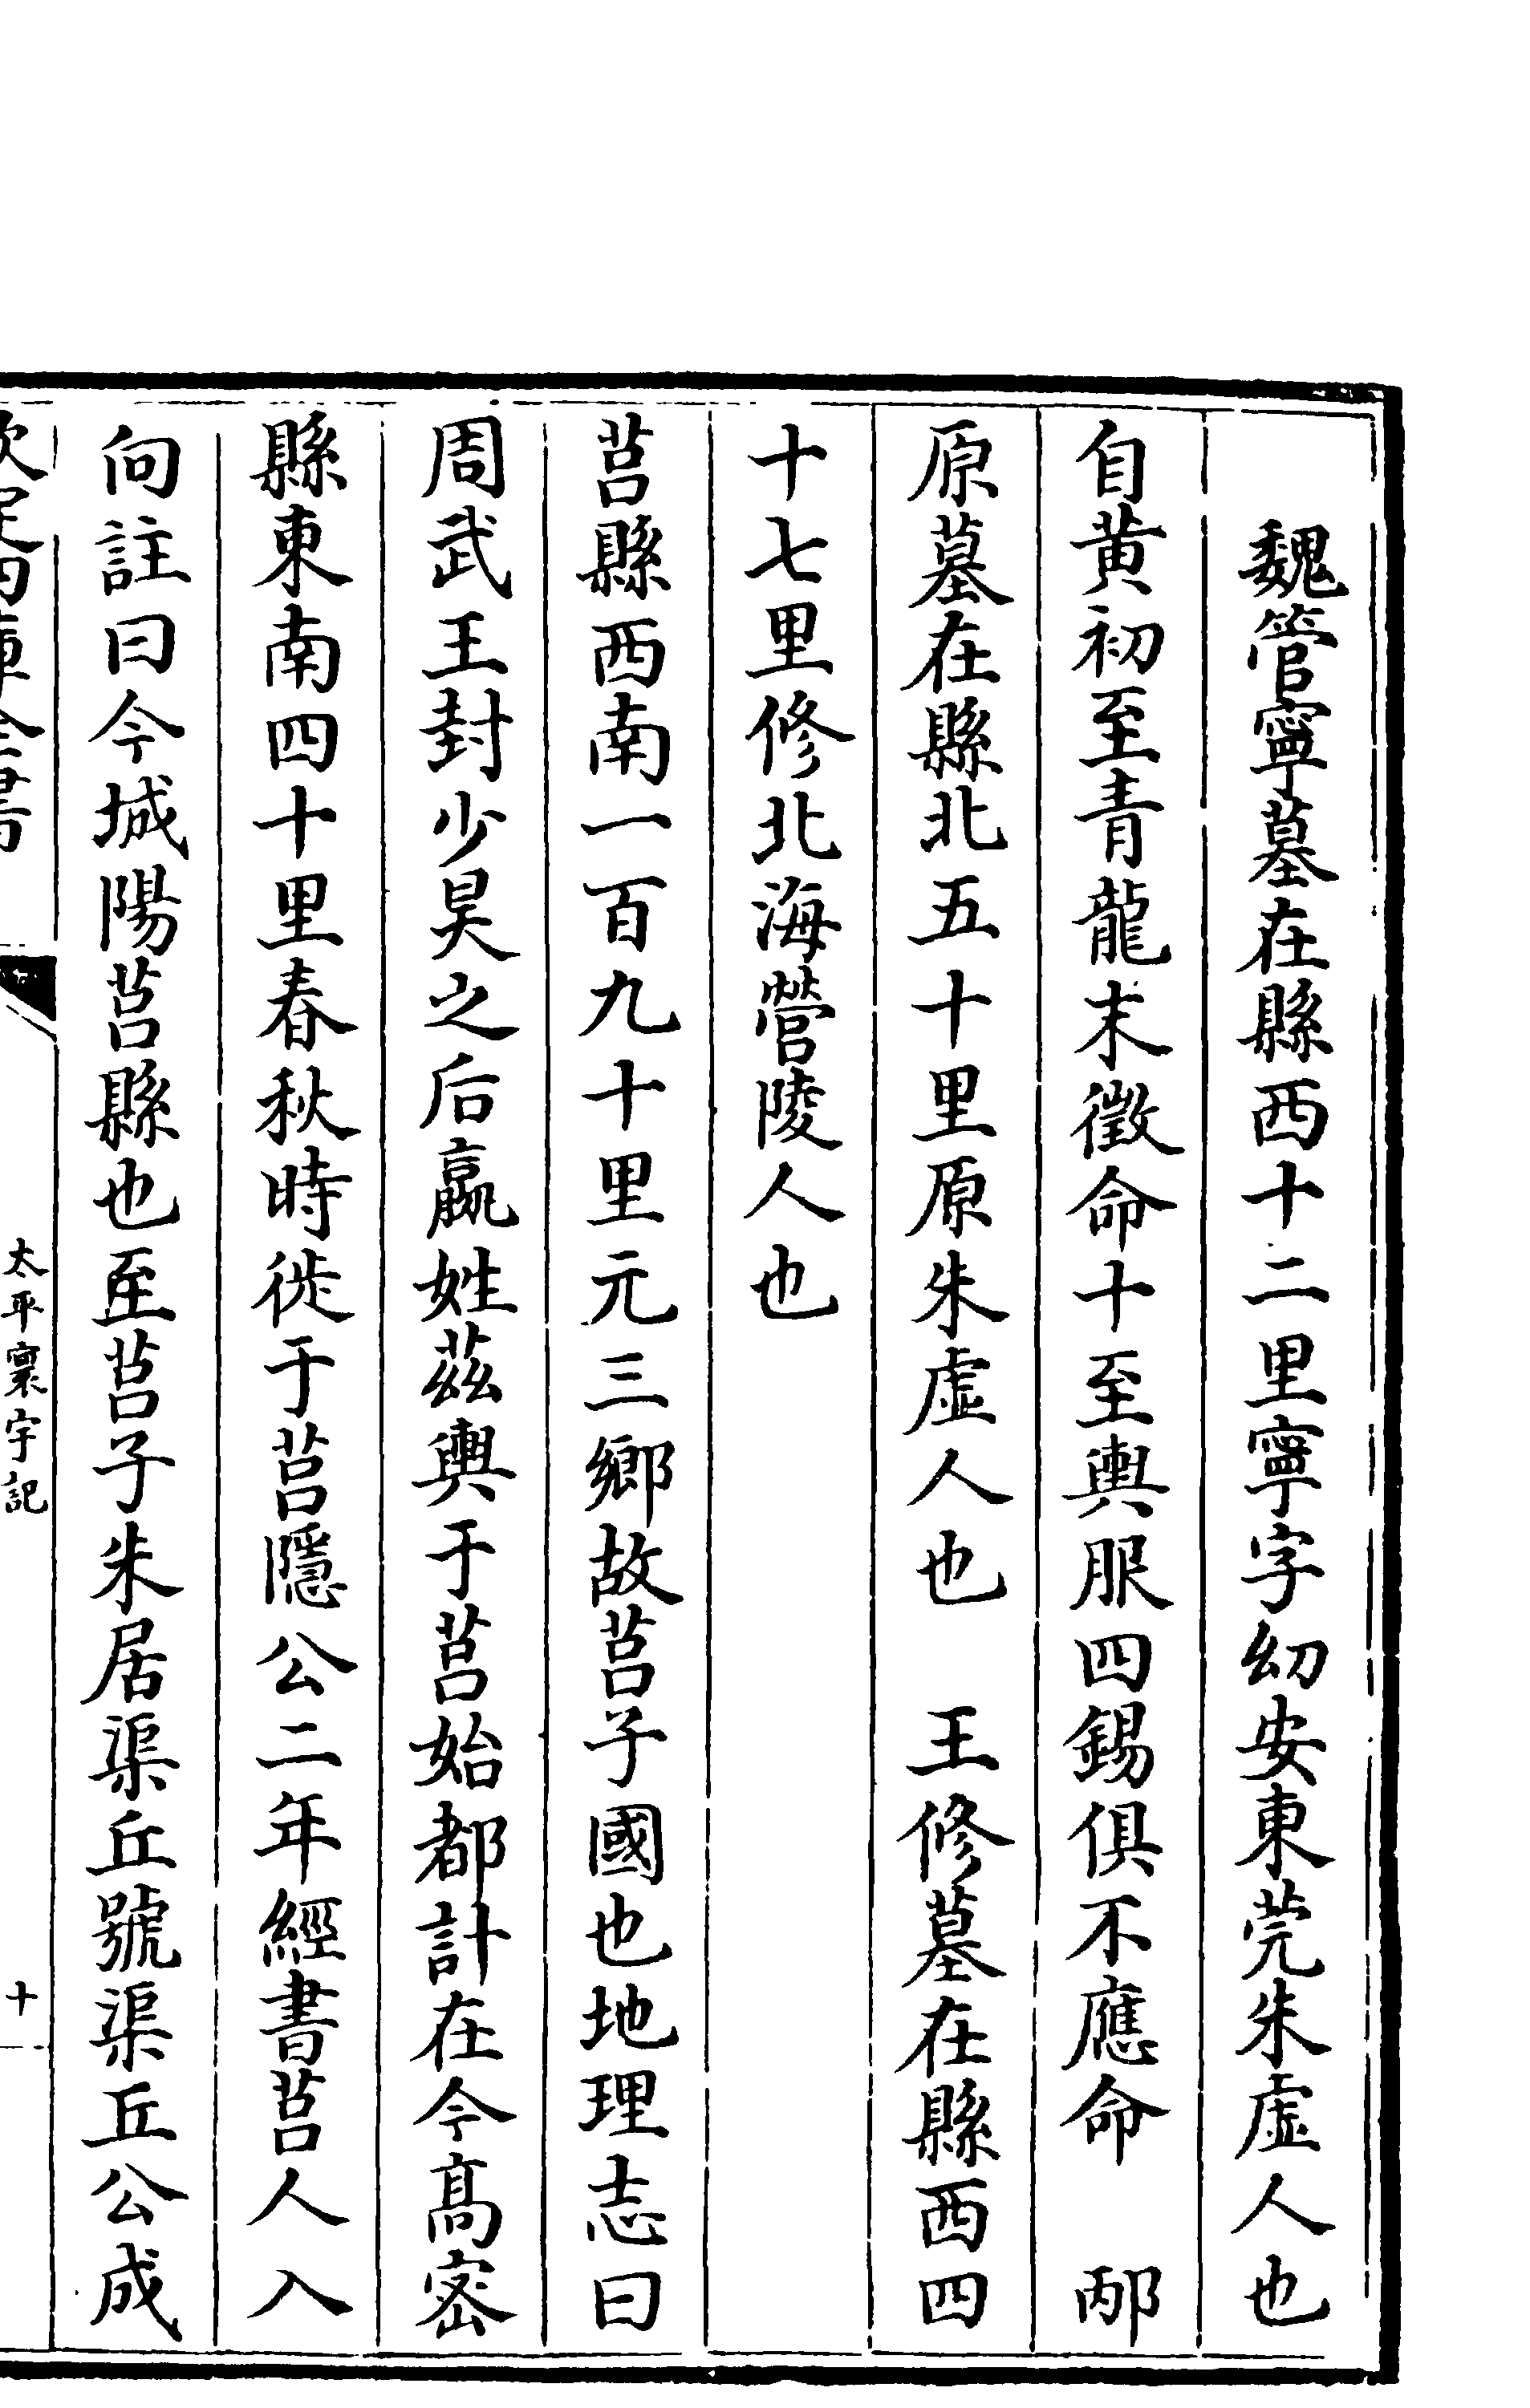 魏管寧墓在縣西十二里寧字幼安東莞朱虚人也
自黄初至青龍末徵命十至輿服四錫俱不應命　邴
原墓在縣北五十里原朱虚人也　王修墓在縣西四
十七里修北海營陵人也
莒縣西南一百九十里元三鄉故莒子國也地理志曰
周武王封少昊之后嬴姓茲輿于莒始都計在今髙密
縣東南四十里春秋時徙于莒隱公二年經書莒人入
向註曰今城陽莒縣也至莒子朱居渠丘號渠丘公成
欽定四庫全書　太平寰宇記　十一